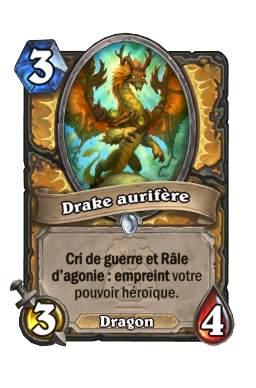 3
Drake aurifère
Cri de guerre et Râle
d'agonie : empreint votre
pouvoir héroïque.
3
Dragon
4